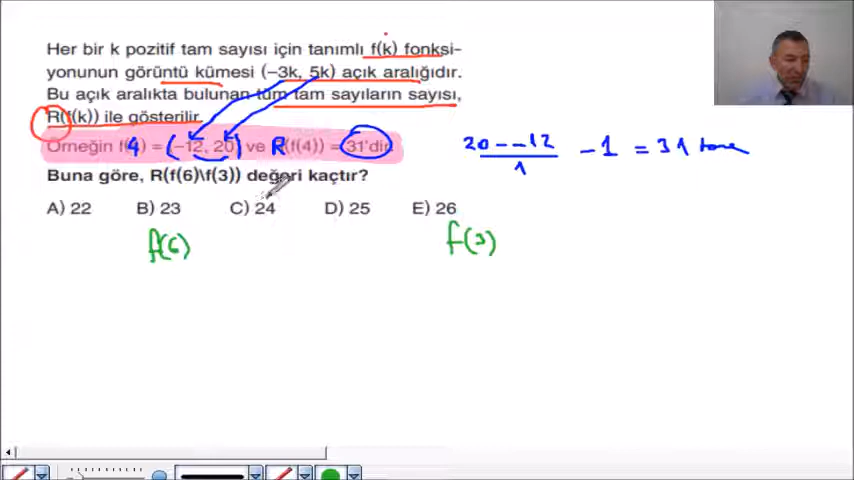 Her bir k pozitif tam sayısı için tanımlı f(k) fonksi-
yonunun görüntü kümesi (−3k, 5k) açık aralığıdır.
Bu açık aralıkta bulunan tüm tam sayıların sayısı,
R(f(k)) ile gösterilir.
Örneğin f(4) = (−12, 20) ve R(f(4)) = 31'dir.
20 - -12 / 1 - 1 = 31 tane
Buna göre, R(f(6)\f(3)) değeri kaçtır?
A) 22 B) 23 C) 24 D) 25 E) 26
f(6) f(3)